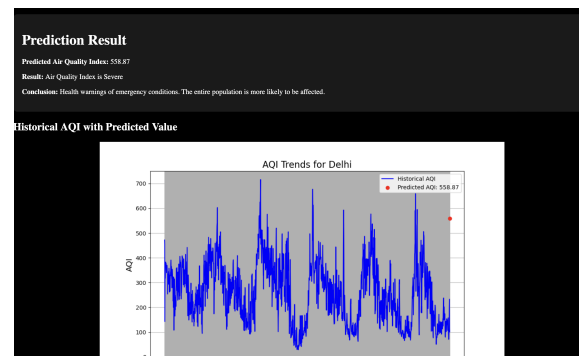 Prediction Result
Predicted Air Quality Index: 558.87
Result: Air Quality Index is Severe
Conclusion: Health warnings of emergency conditions. The entire population is more likely to be affected.
Historical AQI with Predicted Value
AQI Trends for Delhi
Historical AQI
Predicted AQI: 558.87
700
600
500
400
300
200
100
AQI